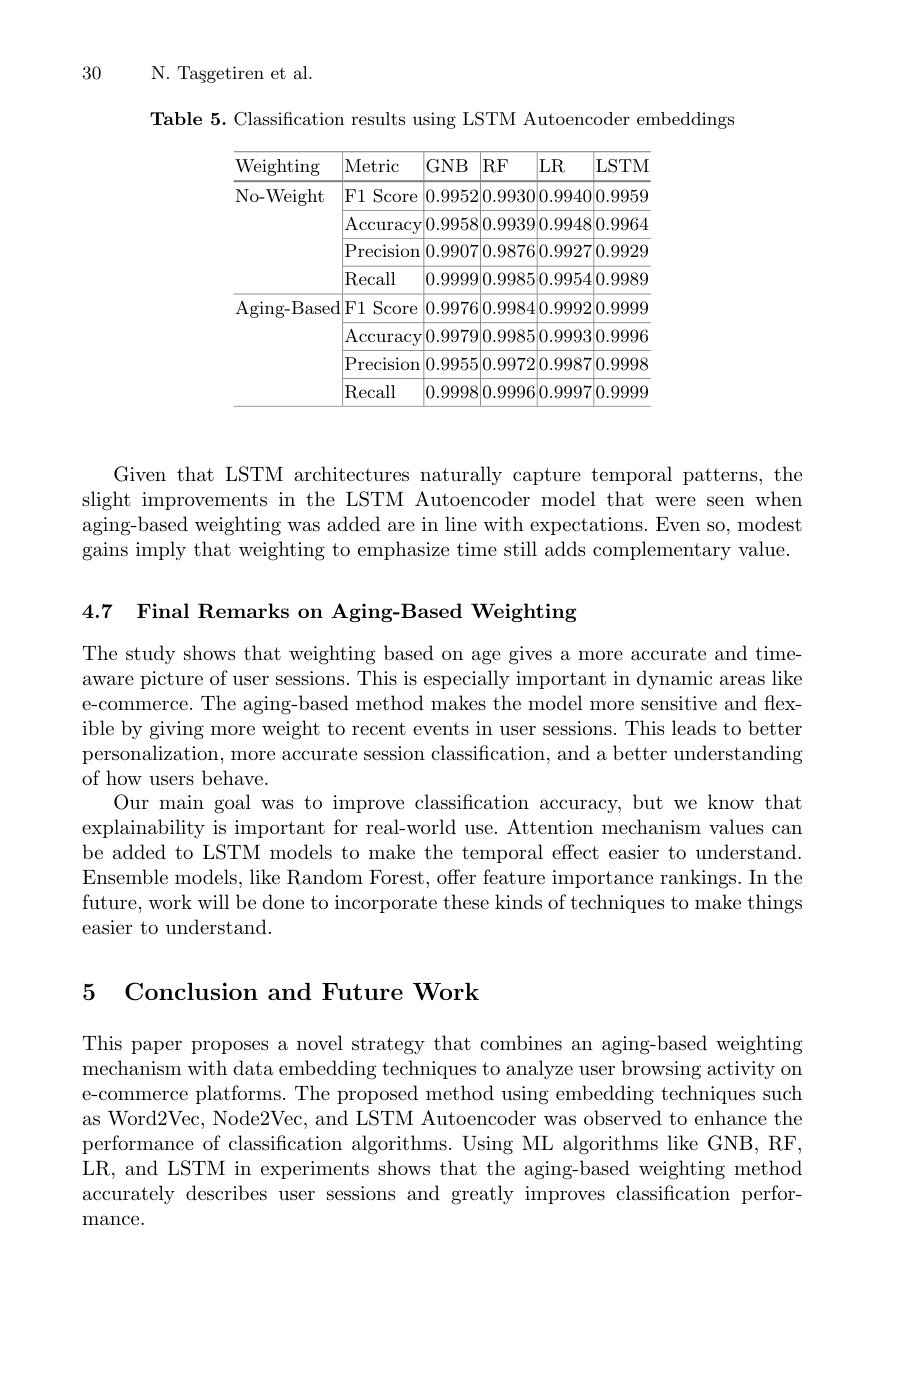 30 N. Taşgetiren et al.
Table 5. Classification results using LSTM Autoencoder embeddings
Weighting Metric GNB RF LR LSTM
No-Weight F1 Score 0.9952 0.9930 0.9940 0.9959
Accuracy 0.9958 0.9939 0.9948 0.9964
Precision 0.9907 0.9876 0.9927 0.9929
Recall 0.9999 0.9985 0.9954 0.9989
Aging-Based F1 Score 0.9976 0.9984 0.9992 0.9999
Accuracy 0.9979 0.9985 0.9993 0.9996
Precision 0.9955 0.9972 0.9987 0.9998
Recall 0.9998 0.9996 0.9997 0.9999
Given that LSTM architectures naturally capture temporal patterns, the
slight improvements in the LSTM Autoencoder model that were seen when
aging-based weighting was added are in line with expectations. Even so, modest
gains imply that weighting to emphasize time still adds complementary value.
4.7 Final Remarks on Aging-Based Weighting
The study shows that weighting based on age gives a more accurate and time-
aware picture of user sessions. This is especially important in dynamic areas like
e-commerce. The aging-based method makes the model more sensitive and flex-
ible by giving more weight to recent events in user sessions. This leads to better
personalization, more accurate session classification, and a better understanding
of how users behave.
Our main goal was to improve classification accuracy, but we know that
explainability is important for real-world use. Attention mechanism values can
be added to LSTM models to make the temporal effect easier to understand.
Ensemble models, like Random Forest, offer feature importance rankings. In the
future, work will be done to incorporate these kinds of techniques to make things
easier to understand.
5 Conclusion and Future Work
This paper proposes a novel strategy that combines an aging-based weighting
mechanism with data embedding techniques to analyze user browsing activity on
e-commerce platforms. The proposed method using embedding techniques such
as Word2Vec, Node2Vec, and LSTM Autoencoder was observed to enhance the
performance of classification algorithms. Using ML algorithms like GNB, RF,
LR, and LSTM in experiments shows that the aging-based weighting method
accurately describes user sessions and greatly improves classification perfor-
mance.